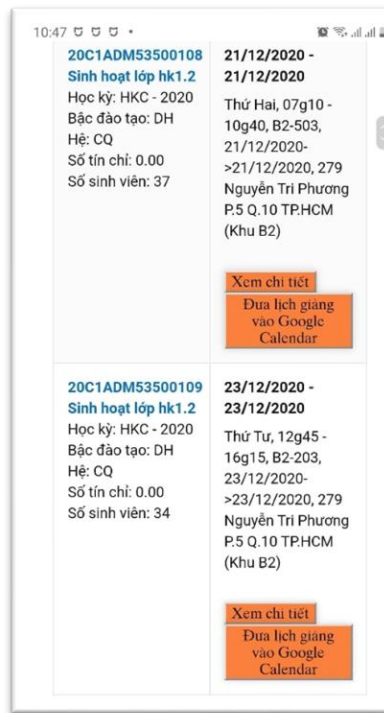 10:47
20C1ADM53500108
Sinh hoạt lớp hk1.2
Học kỳ: HKC - 2020
Bậc đào tạo: DH
Hệ: CQ
Số tín chỉ: 0.00
Số sinh viên: 37
21/12/2020 -
21/12/2020
Thứ Hai, 07g10 -
10g40, B2-503,
21/12/2020-
>21/12/2020, 279
Nguyễn Tri Phương
P.5 Q.10 TP.HCM
(Khu B2)
Xem chi tiết
Đưa lịch giảng
vào Google
Calendar
20C1ADM53500109
Sinh hoạt lớp hk1.2
Học kỳ: HKC - 2020
Bậc đào tạo: DH
Hệ: CQ
Số tín chỉ: 0.00
Số sinh viên: 34
23/12/2020 -
23/12/2020
Thứ Tư, 12g45 -
16g15, B2-203,
23/12/2020-
>23/12/2020, 279
Nguyễn Tri Phương
P.5 Q.10 TP.HCM
(Khu B2)
Xem chi tiết
Đưa lịch giảng
vào Google
Calendar